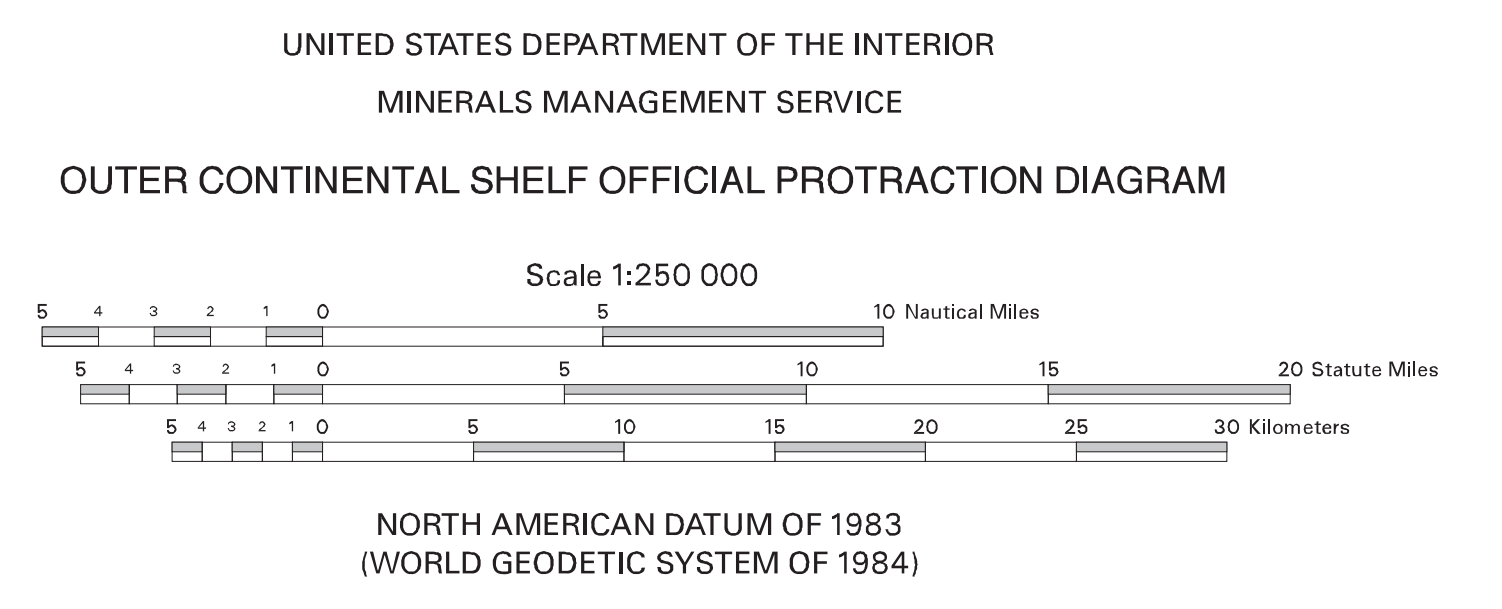 UNITED STATES DEPARTMENT OF THE INTERIOR
MINERALS MANAGEMENT SERVICE
OUTER CONTINENTAL SHELF OFFICIAL PROTRACTION DIAGRAM
Scale 1:250 000
5 4 3 2 1 0 5 10 Nautical Miles
5 4 3 2 1 0 5 10 15 20 Statute Miles
5 4 3 2 1 0 5 10 15 20 25 30 Kilometers
NORTH AMERICAN DATUM OF 1983
(WORLD GEODETIC SYSTEM OF 1984)